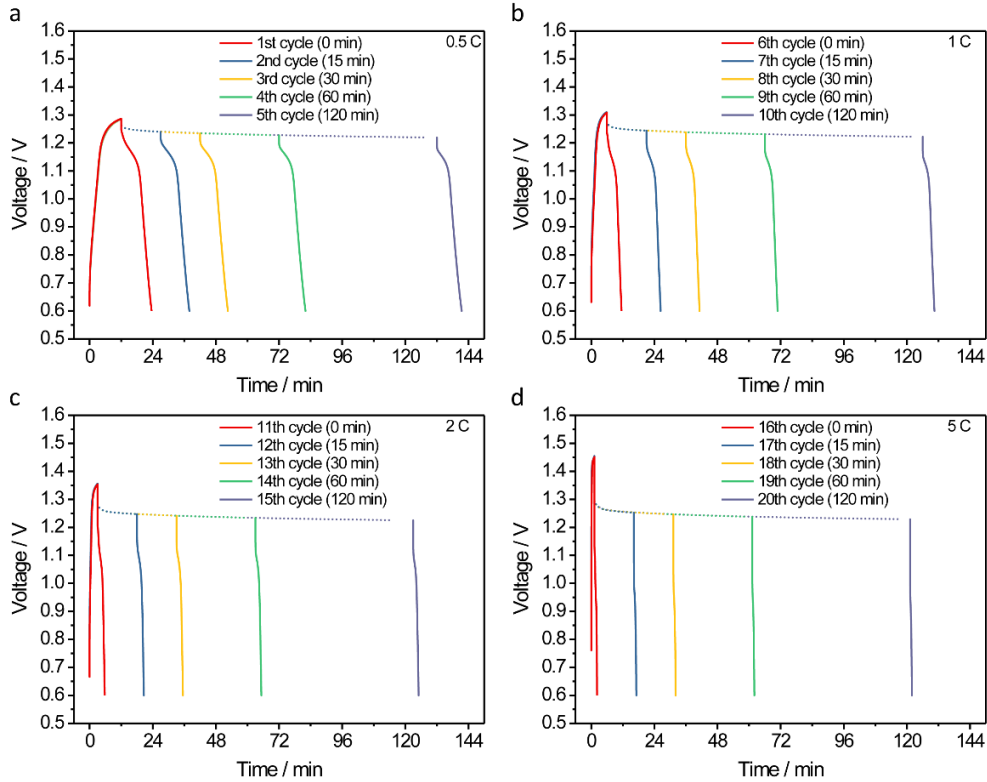 a
1.6
1.5
1.4
1.3
1.2
1.1
1.0
0.9
0.8
0.7
0.6
0.5
Voltage / V
1st cycle (0 min)
2nd cycle (15 min)
3rd cycle (30 min)
4th cycle (60 min)
5th cycle (120 min)
0.5 C
0 24 48 72 96 120 144
Time / min
b
1.6
1.5
1.4
1.3
1.2
1.1
1.0
0.9
0.8
0.7
0.6
0.5
Voltage / V
6th cycle (0 min)
7th cycle (15 min)
8th cycle (30 min)
9th cycle (60 min)
10th cycle (120 min)
1 C
0 24 48 72 96 120 144
Time / min
c
1.6
1.5
1.4
1.3
1.2
1.1
1.0
0.9
0.8
0.7
0.6
0.5
Voltage / V
11th cycle (0 min)
12th cycle (15 min)
13th cycle (30 min)
14th cycle (60 min)
15th cycle (120 min)
2 C
0 24 48 72 96 120 144
Time / min
d
1.6
1.5
1.4
1.3
1.2
1.1
1.0
0.9
0.8
0.7
0.6
0.5
Voltage / V
16th cycle (0 min)
17th cycle (15 min)
18th cycle (30 min)
19th cycle (60 min)
20th cycle (120 min)
5 C
0 24 48 72 96 120 144
Time / min